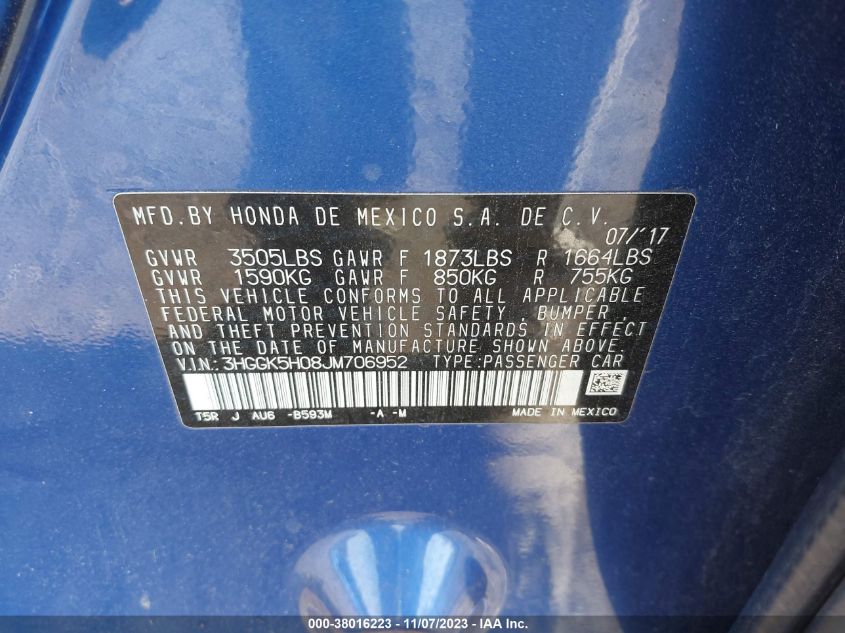 MFD.BY HONDA DE MEXICO S.A. DE C.V.
07/'17
GVWR 3505LBS GAWR F 1873LBS R 1664LBS
GVWR 1590KG GAWR F 850KG R 755KG
THIS VEHICLE CONFORMS TO ALL APPLICABLE
FEDERAL MOTOR VEHICLE SAFETY, BUMPER,
AND THEFT PREVENTION STANDARDS IN EFFECT
ON THE DATE OF MANUFACTURE SHOWN ABOVE.
V.I.N.: 3HGGK5H08JM706952 TYPE:PASSENGER CAR
T5R J AU6 -B593M -A -M MADE IN MEXICO
000-38016223 - 11/07/2023 - IAA Inc.